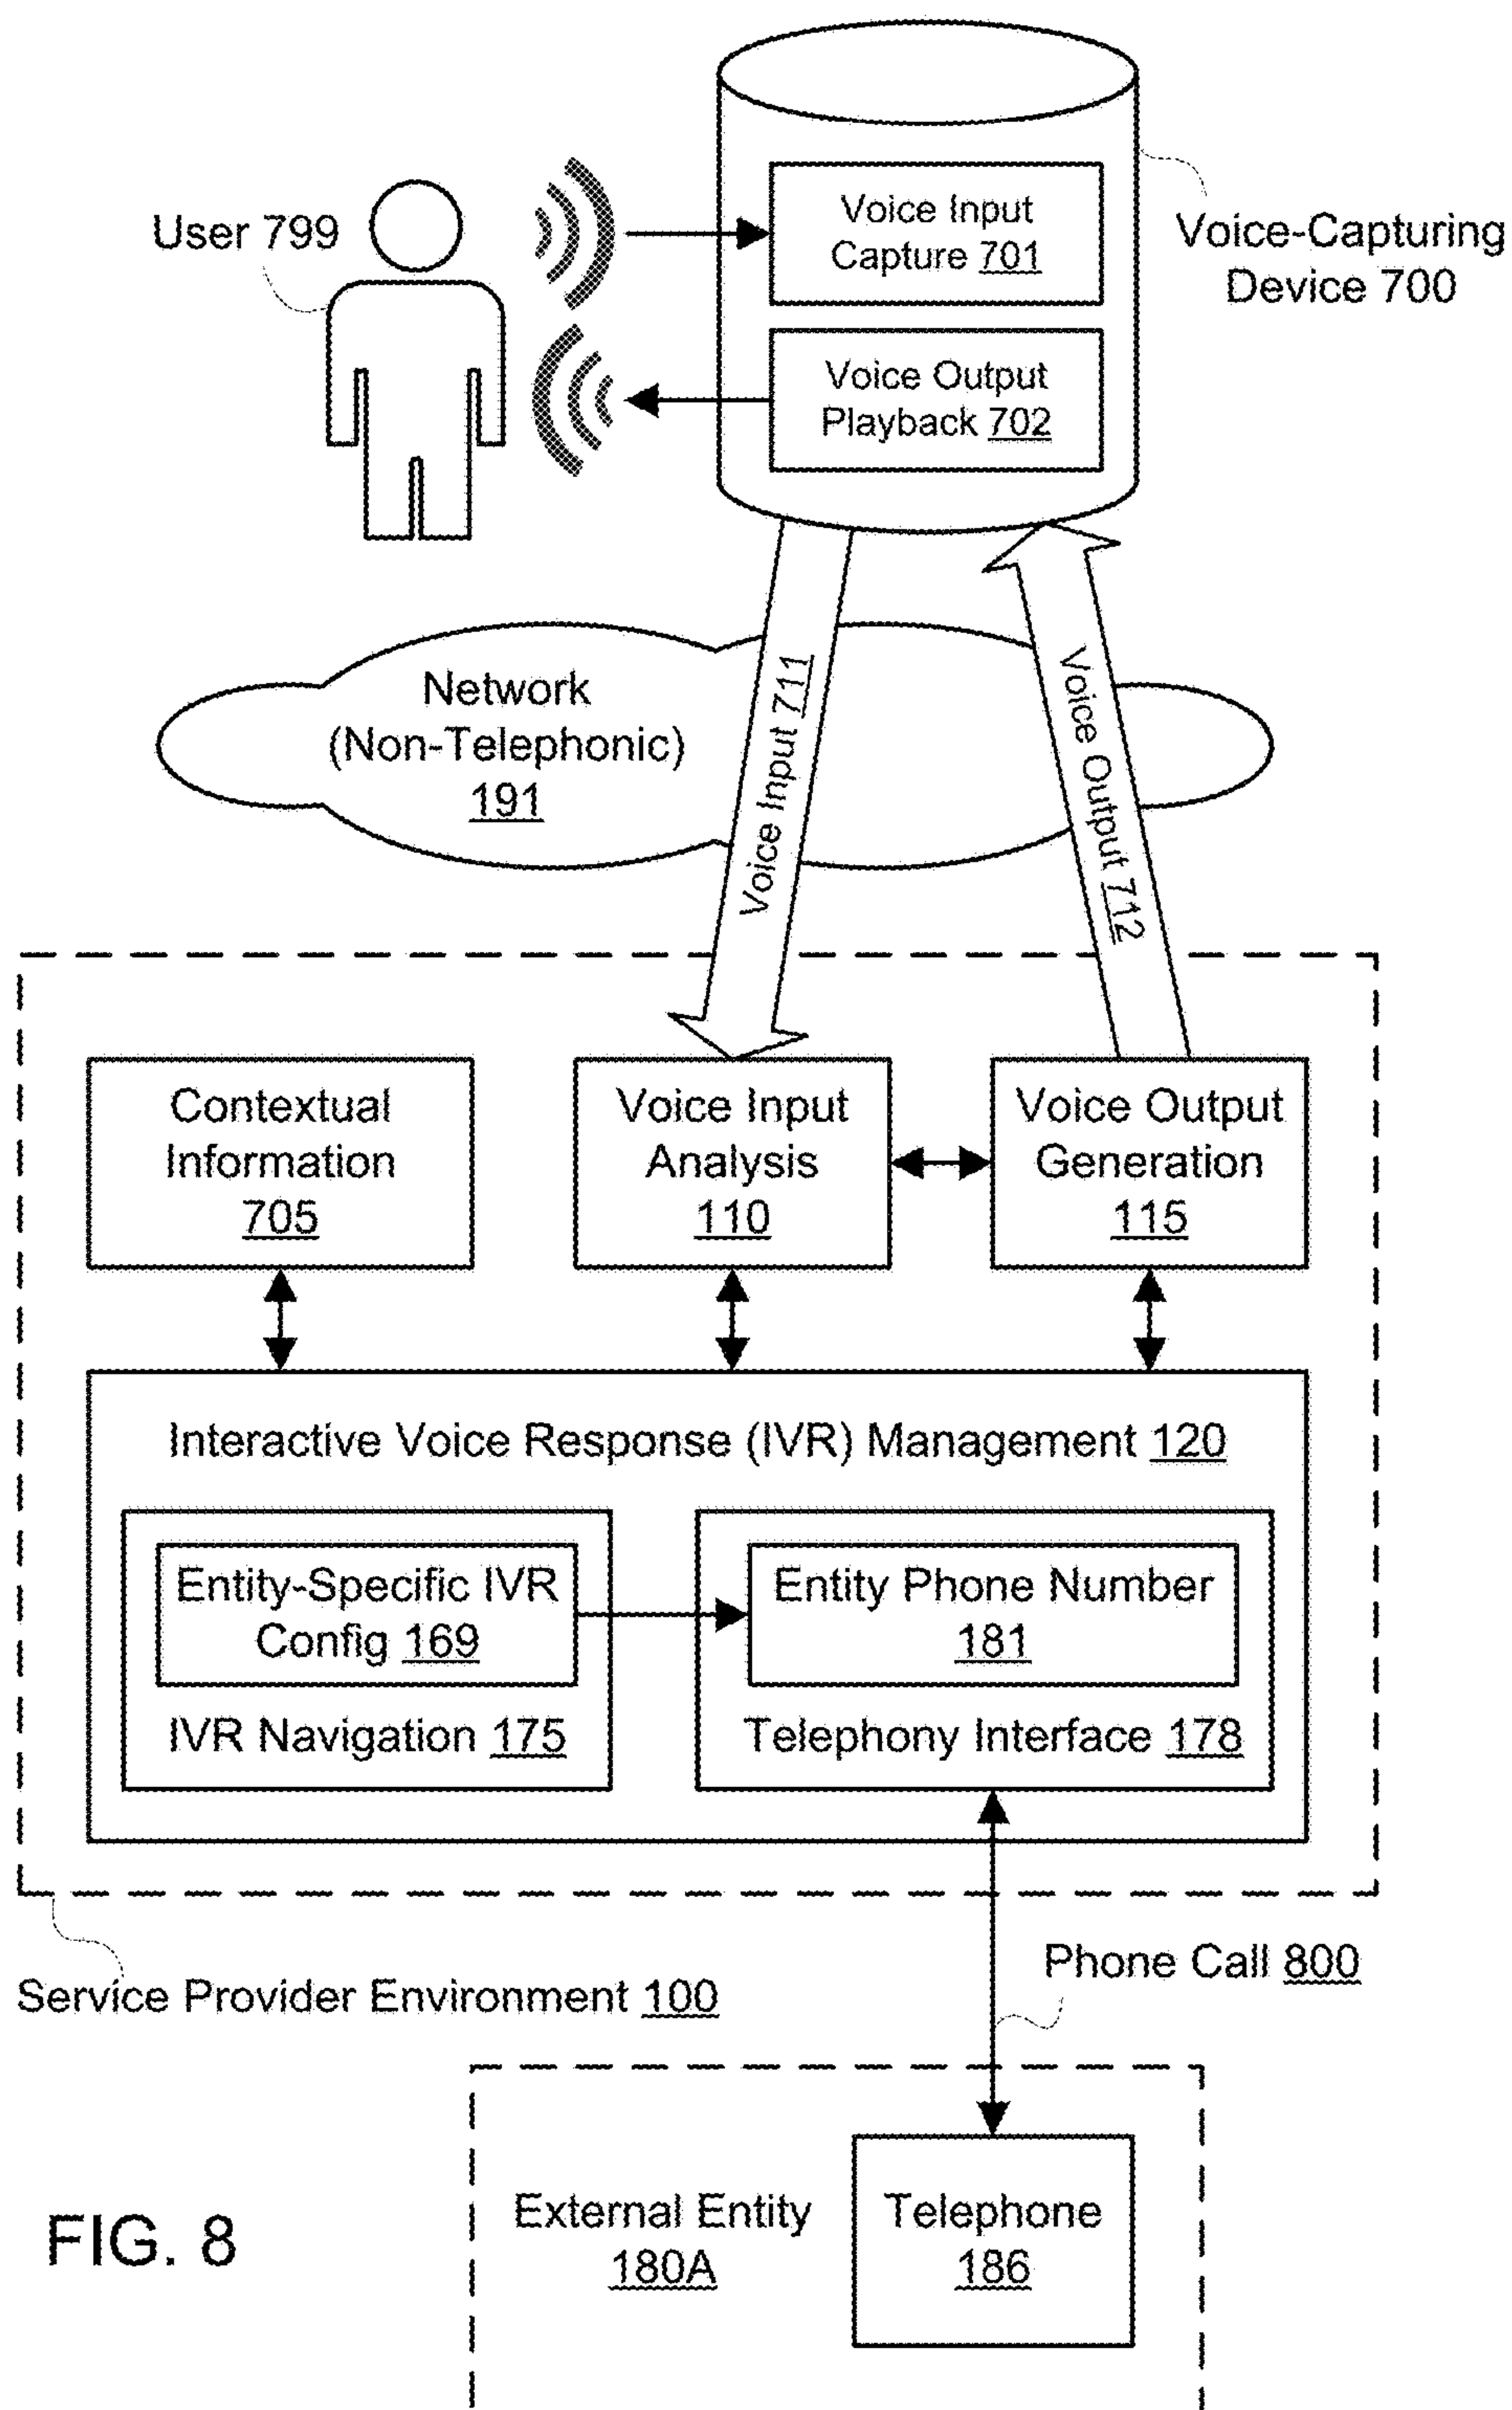 User 799
Voice Input
Capture 701
Voice-Capturing
Device 700
Voice Output
Playback 702
Network
(Non-Telephonic)
191
Voice Input 711
Voice Output 712
Contextual
Information
705
Voice Input
Analysis
110
Voice Output
Generation
115
Interactive Voice Response (IVR) Management 120
Entity-Specific IVR
Config 169
IVR Navigation 175
Entity Phone Number
181
Telephony Interface 178
Service Provider Environment 100
Phone Call 800
External Entity
180A
Telephone
186
FIG. 8